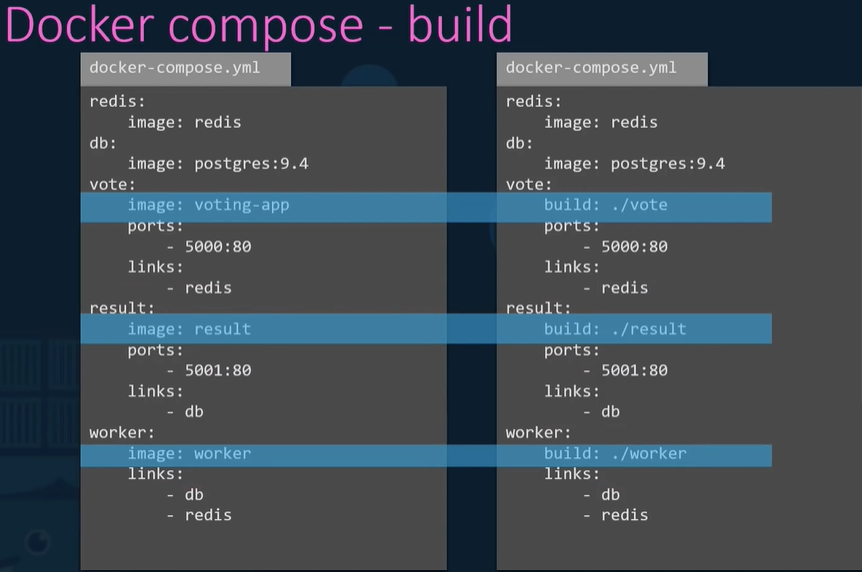 Docker compose - build
docker-compose.yml
redis:
    image: redis
db:
    image: postgres:9.4
vote:
    image: voting-app
    ports:
        - 5000:80
    links:
        - redis
result:
    image: result
    ports:
        - 5001:80
    links:
        - db
worker:
    image: worker
    links:
        - db
        - redis
docker-compose.yml
redis:
    image: redis
db:
    image: postgres:9.4
vote:
    build: ./vote
    ports:
        - 5000:80
    links:
        - redis
result:
    build: ./result
    ports:
        - 5001:80
    links:
        - db
worker:
    build: ./worker
    links:
        - db
        - redis